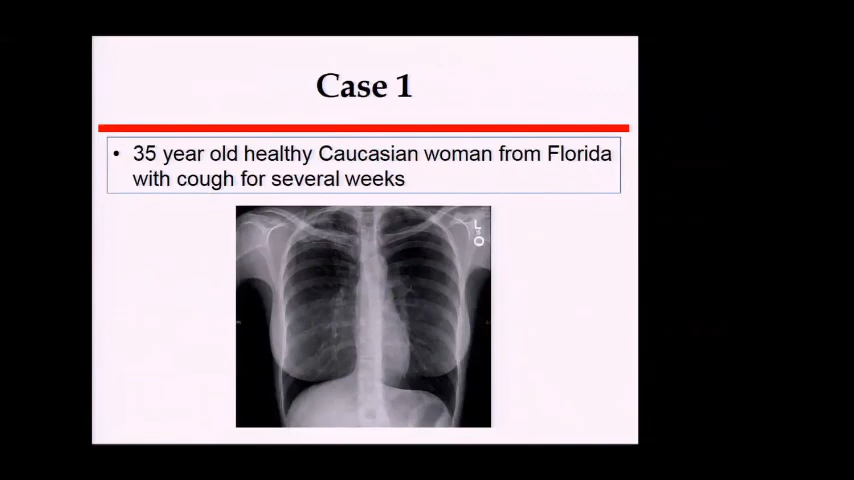 Case 1
• 35 year old healthy Caucasian woman from Florida
with cough for several weeks
L
O